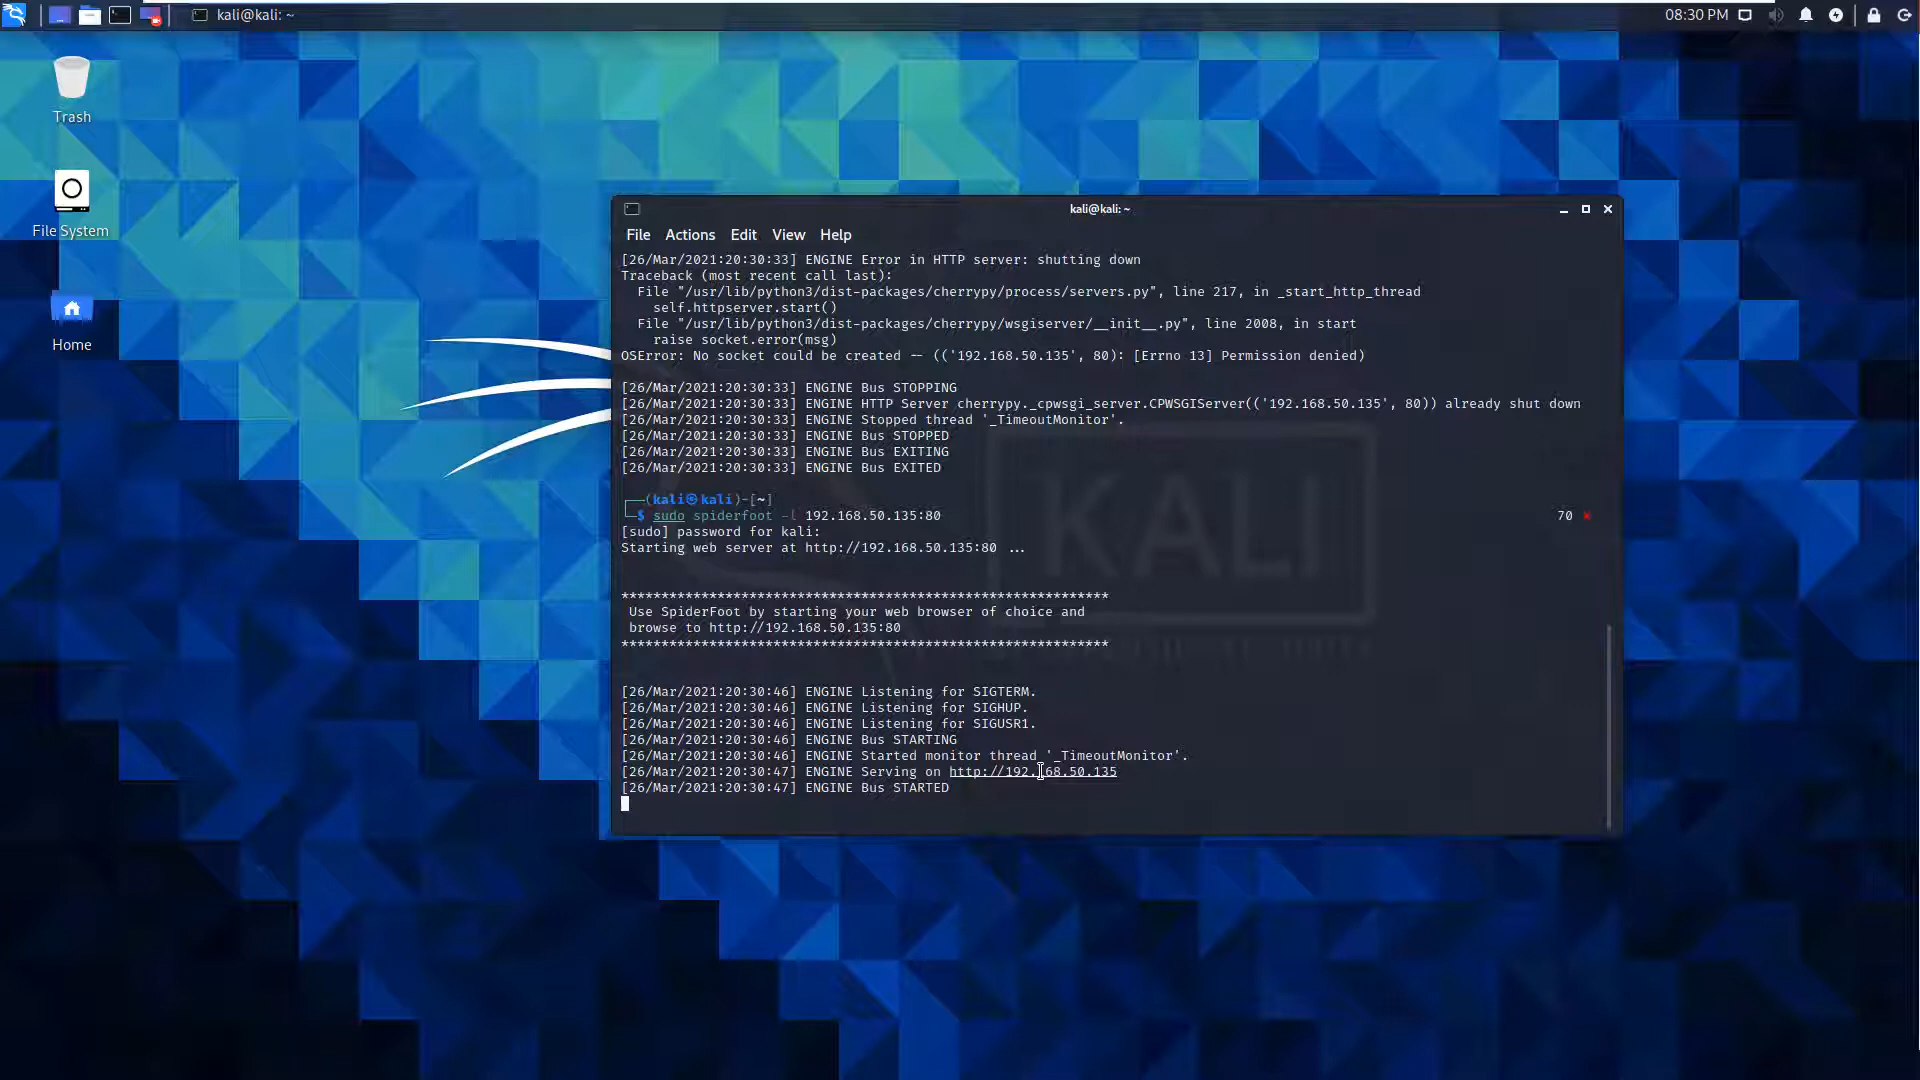 kali@kali: ~
08:30 PM
Trash
File System
Home
kali@kali: ~
File Actions Edit View Help
[26/Mar/2021:20:30:33] ENGINE Error in HTTP server: shutting down
Traceback (most recent call last):
File "/usr/lib/python3/dist-packages/cherrypy/process/servers.py", line 217, in _start_http_thread
self.httpserver.start()
File "/usr/lib/python3/dist-packages/cherrypy/wsgiserver/__init__.py", line 2008, in start
raise socket.error(msg)
OSError: No socket could be created -- (('192.168.50.135', 80): [Errno 13] Permission denied)
[26/Mar/2021:20:30:33] ENGINE Bus STOPPING
[26/Mar/2021:20:30:33] ENGINE HTTP Server cherrypy._cpwsgi_server.CPWSGIServer(('192.168.50.135', 80)) already shut down
[26/Mar/2021:20:30:33] ENGINE Stopped thread '_TimeoutMonitor'.
[26/Mar/2021:20:30:33] ENGINE Bus STOPPED
[26/Mar/2021:20:30:33] ENGINE Bus EXITING
[26/Mar/2021:20:30:33] ENGINE Bus EXITED
┌──(kali㉿kali)-[~]
└─$ sudo spiderfoot -l 192.168.50.135:80 70 ⨯
[sudo] password for kali:
Starting web server at http://192.168.50.135:80 ...
*************************************************************
Use SpiderFoot by starting your web browser of choice and
browse to http://192.168.50.135:80
*************************************************************
[26/Mar/2021:20:30:46] ENGINE Listening for SIGTERM.
[26/Mar/2021:20:30:46] ENGINE Listening for SIGHUP.
[26/Mar/2021:20:30:46] ENGINE Listening for SIGUSR1.
[26/Mar/2021:20:30:46] ENGINE Bus STARTING
[26/Mar/2021:20:30:46] ENGINE Started monitor thread '_TimeoutMonitor'.
[26/Mar/2021:20:30:47] ENGINE Serving on http://192.168.50.135
[26/Mar/2021:20:30:47] ENGINE Bus STARTED
KALI